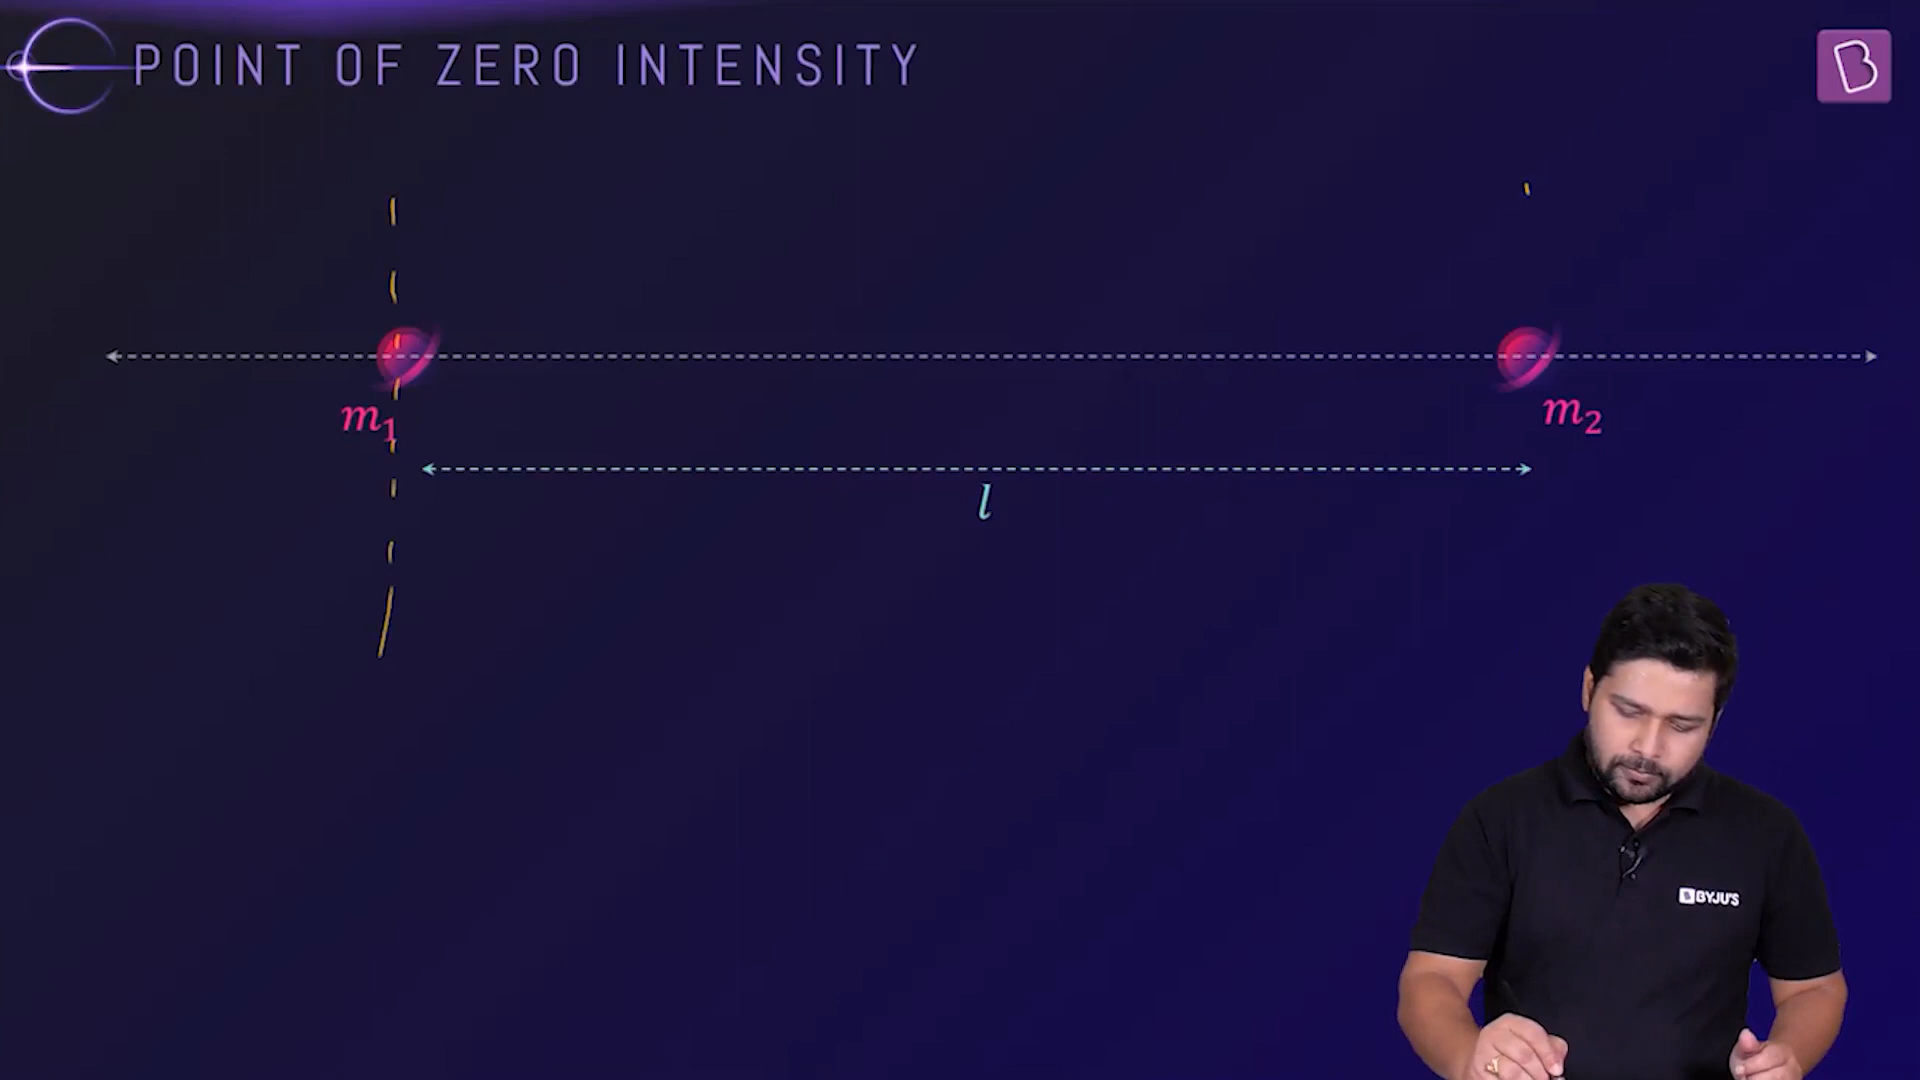 POINT OF ZERO INTENSITY
m₁
m₂
l
BYJU'S